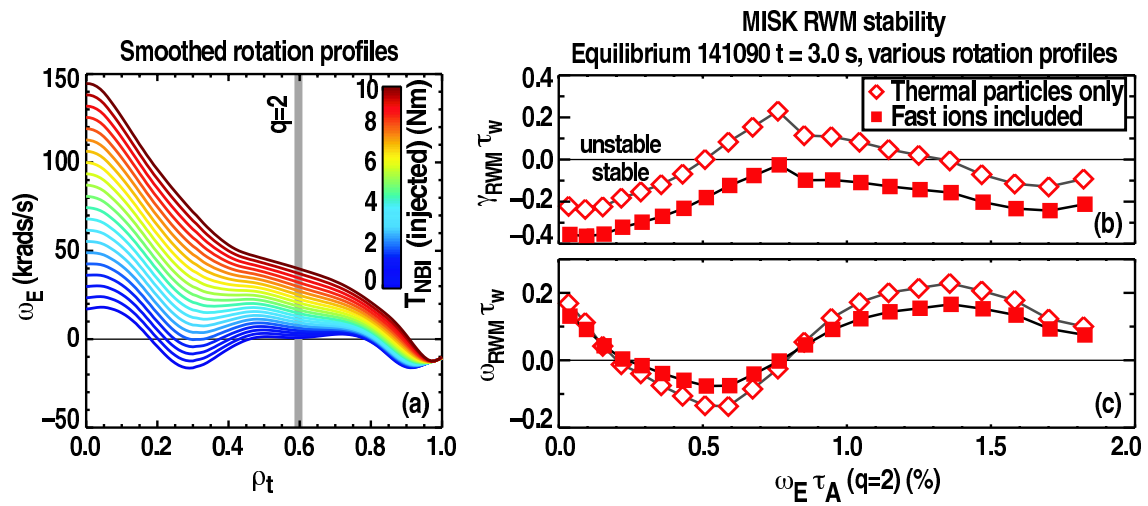 Smoothed rotation profiles
150
100
50
0
−50
ω_E (krads/s)
q=2
10
8
6
4
2
0
T_NBI (injected) (Nm)
(a)
0.0 0.2 0.4 0.6 0.8 1.0
ρ_t
MISK RWM stability
Equilibrium 141090 t = 3.0 s, various rotation profiles
0.4
0.2
0.0
−0.2
−0.4
γ_RWM τ_w
Thermal particles only
Fast ions included
unstable
stable
(b)
0.2
0.0
−0.2
ω_RWM τ_w
(c)
0.0 0.5 1.0 1.5 2.0
ω_E τ_A (q=2) (%)